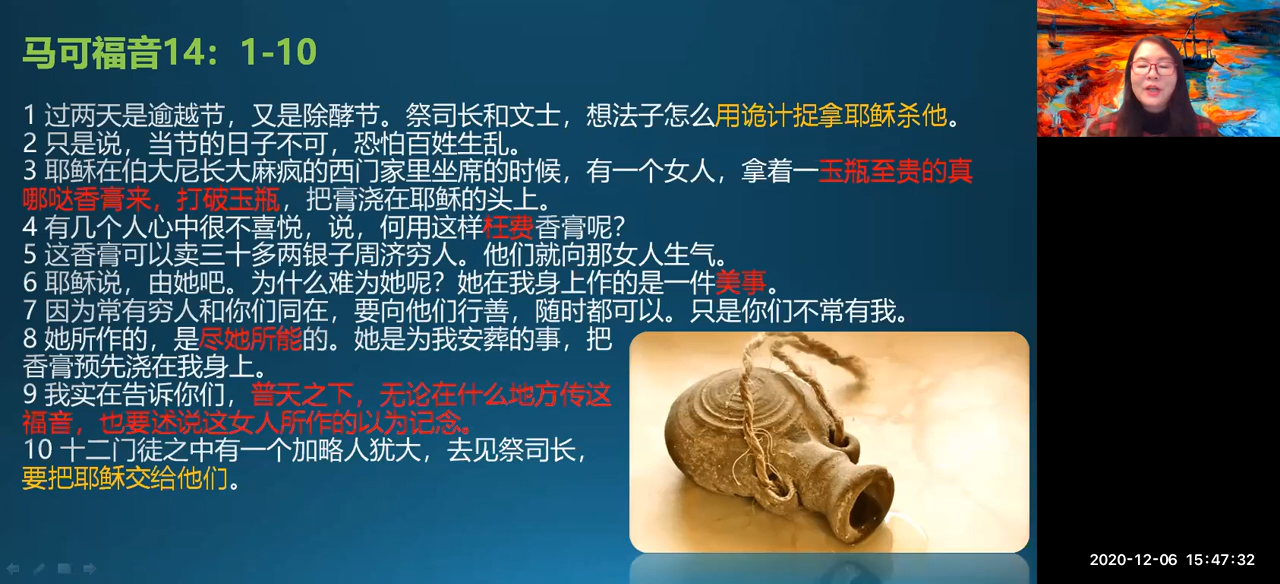 马可福音14：1-10
1 过两天是逾越节，又是除酵节。祭司长和文士，想法子怎么用诡计捉拿耶稣杀他。
2 只是说，当节的日子不可，恐怕百姓生乱。
3 耶稣在伯大尼长大麻疯的西门家里坐席的时候，有一个女人，拿着一玉瓶至贵的真
哪哒香膏来，打破玉瓶，把膏浇在耶稣的头上。
4 有几个人心中很不喜悦，说，何用这样枉费香膏呢？
5 这香膏可以卖三十多两银子周济穷人。他们就向那女人生气。
6 耶稣说，由她吧。为什么难为她呢？她在我身上作的是一件美事。
7 因为常有穷人和你们同在，要向他们行善，随时都可以。只是你们不常有我。
8 她所作的，是尽她所能的。她是为我安葬的事，把
香膏预先浇在我身上。
9 我实在告诉你们，普天之下，无论在什么地方传这
福音，也要述说这女人所作的以为记念。
10 十二门徒之中有一个加略人犹大，去见祭司长，
要把耶稣交给他们。
2020-12-06 15:47:32